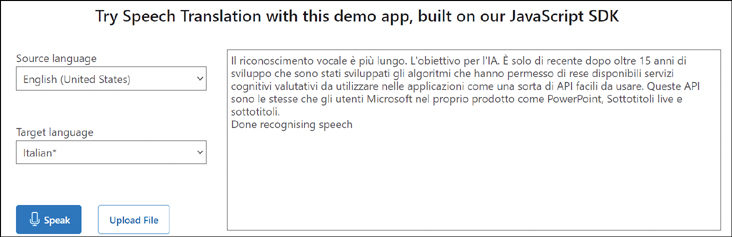 Try Speech Translation with this demo app, built on our JavaScript SDK
Source language
English (United States)
Target language
Italian*
Speak
Upload File
Il riconoscimento vocale è più lungo. L'obiettivo per l'IA. È solo di recente dopo oltre 15 anni di
sviluppo che sono stati sviluppati gli algoritmi che hanno permesso di rese disponibili servizi
cognitivi valutativi da utilizzare nelle applicazioni come una sorta di API facili da usare. Queste API
sono le stesse che gli utenti Microsoft nel proprio prodotto come PowerPoint, Sottotitoli live e
sottotitoli.
Done recognising speech